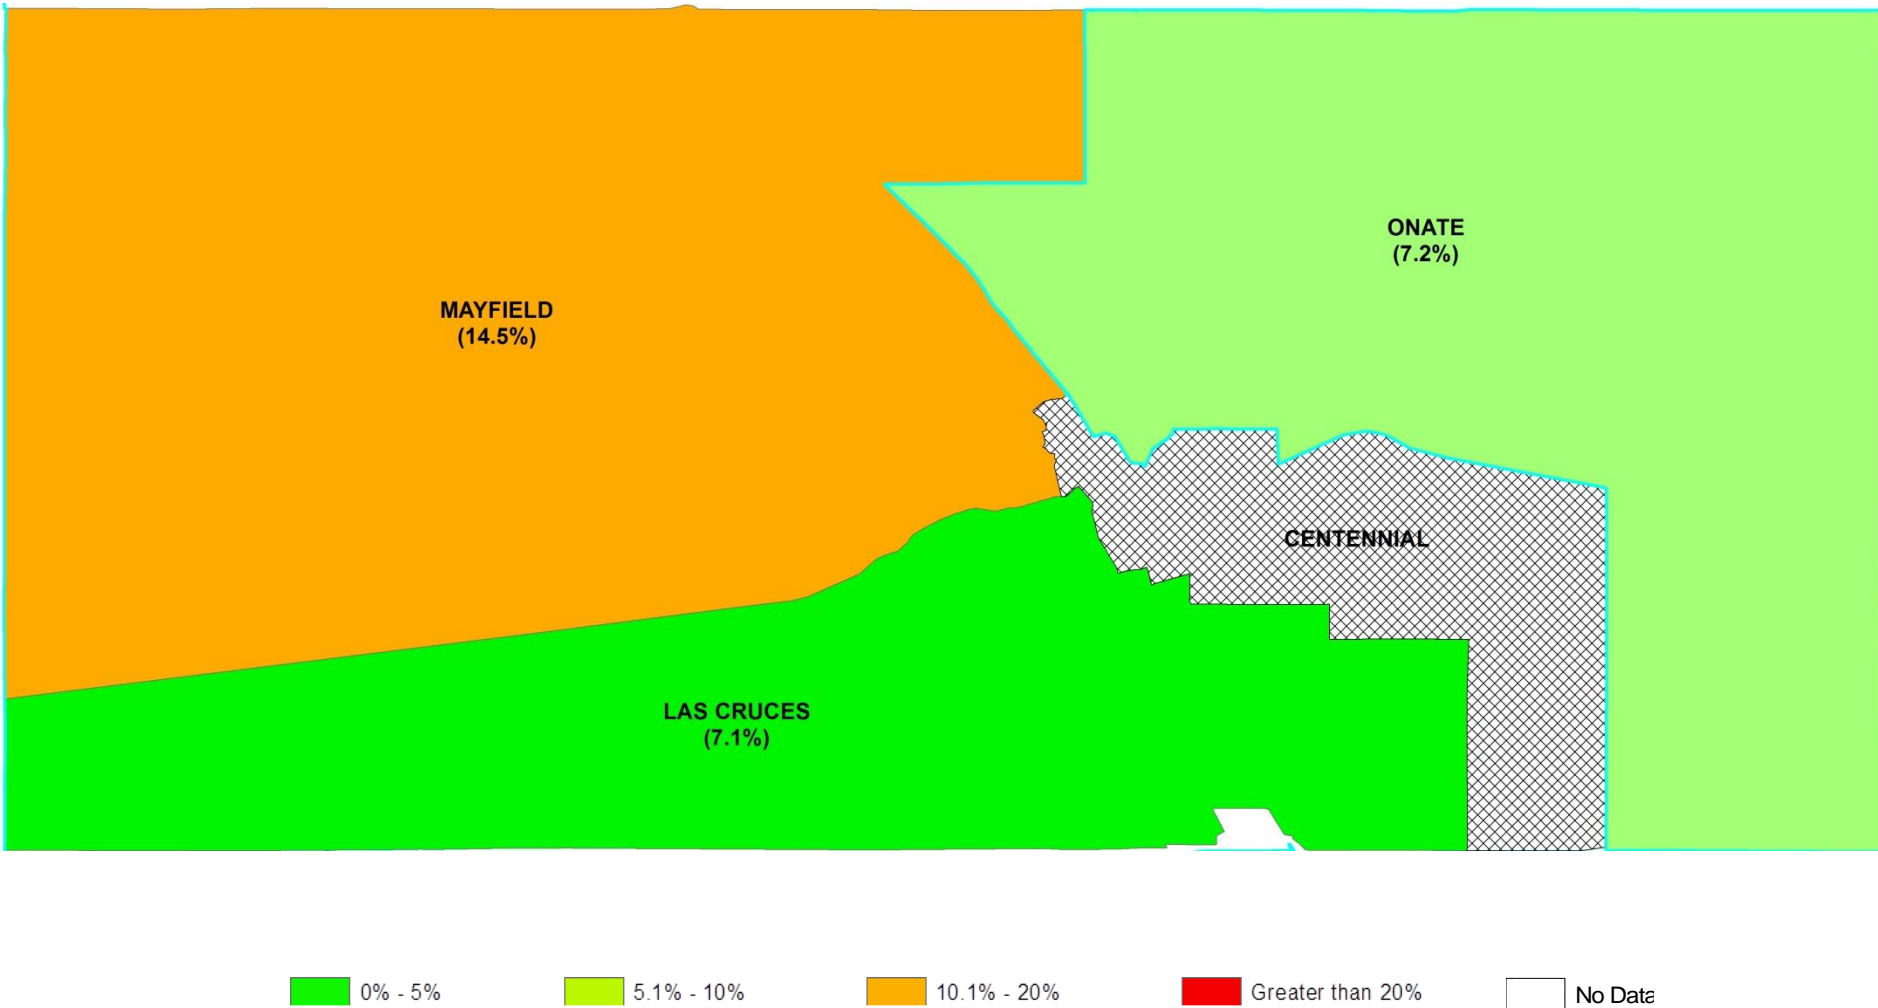 ONATE
(7.2%)
MAYFIELD
(14.5%)
CENTENNIAL
LAS CRUCES
(7.1%)
0% - 5%
5.1% - 10%
10.1% - 20%
Greater than 20%
No Data